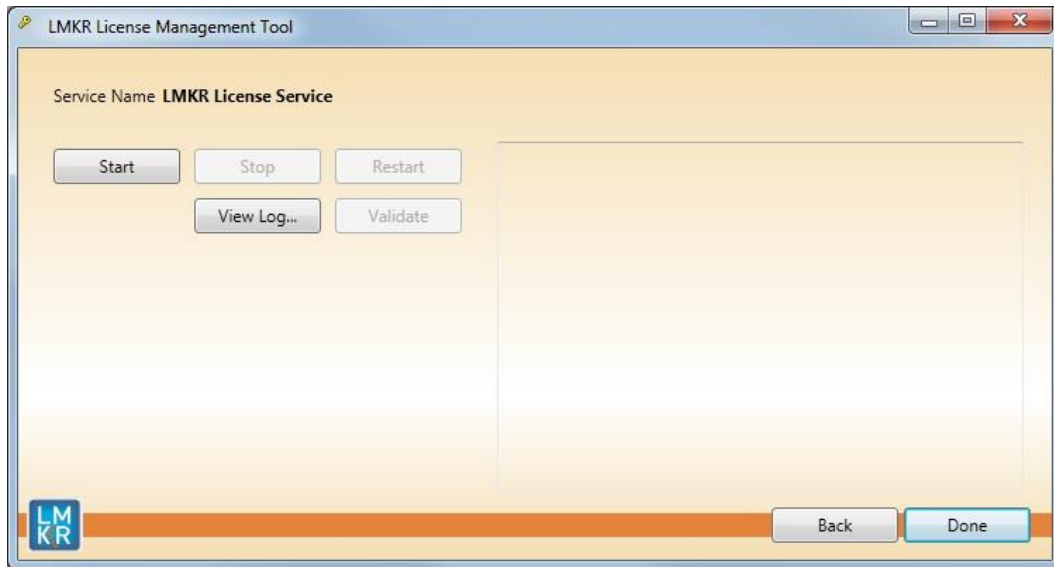 LMKR License Management Tool
Service Name LMKR License Service
Start Stop Restart
View Log... Validate
LM
KR
Back Done